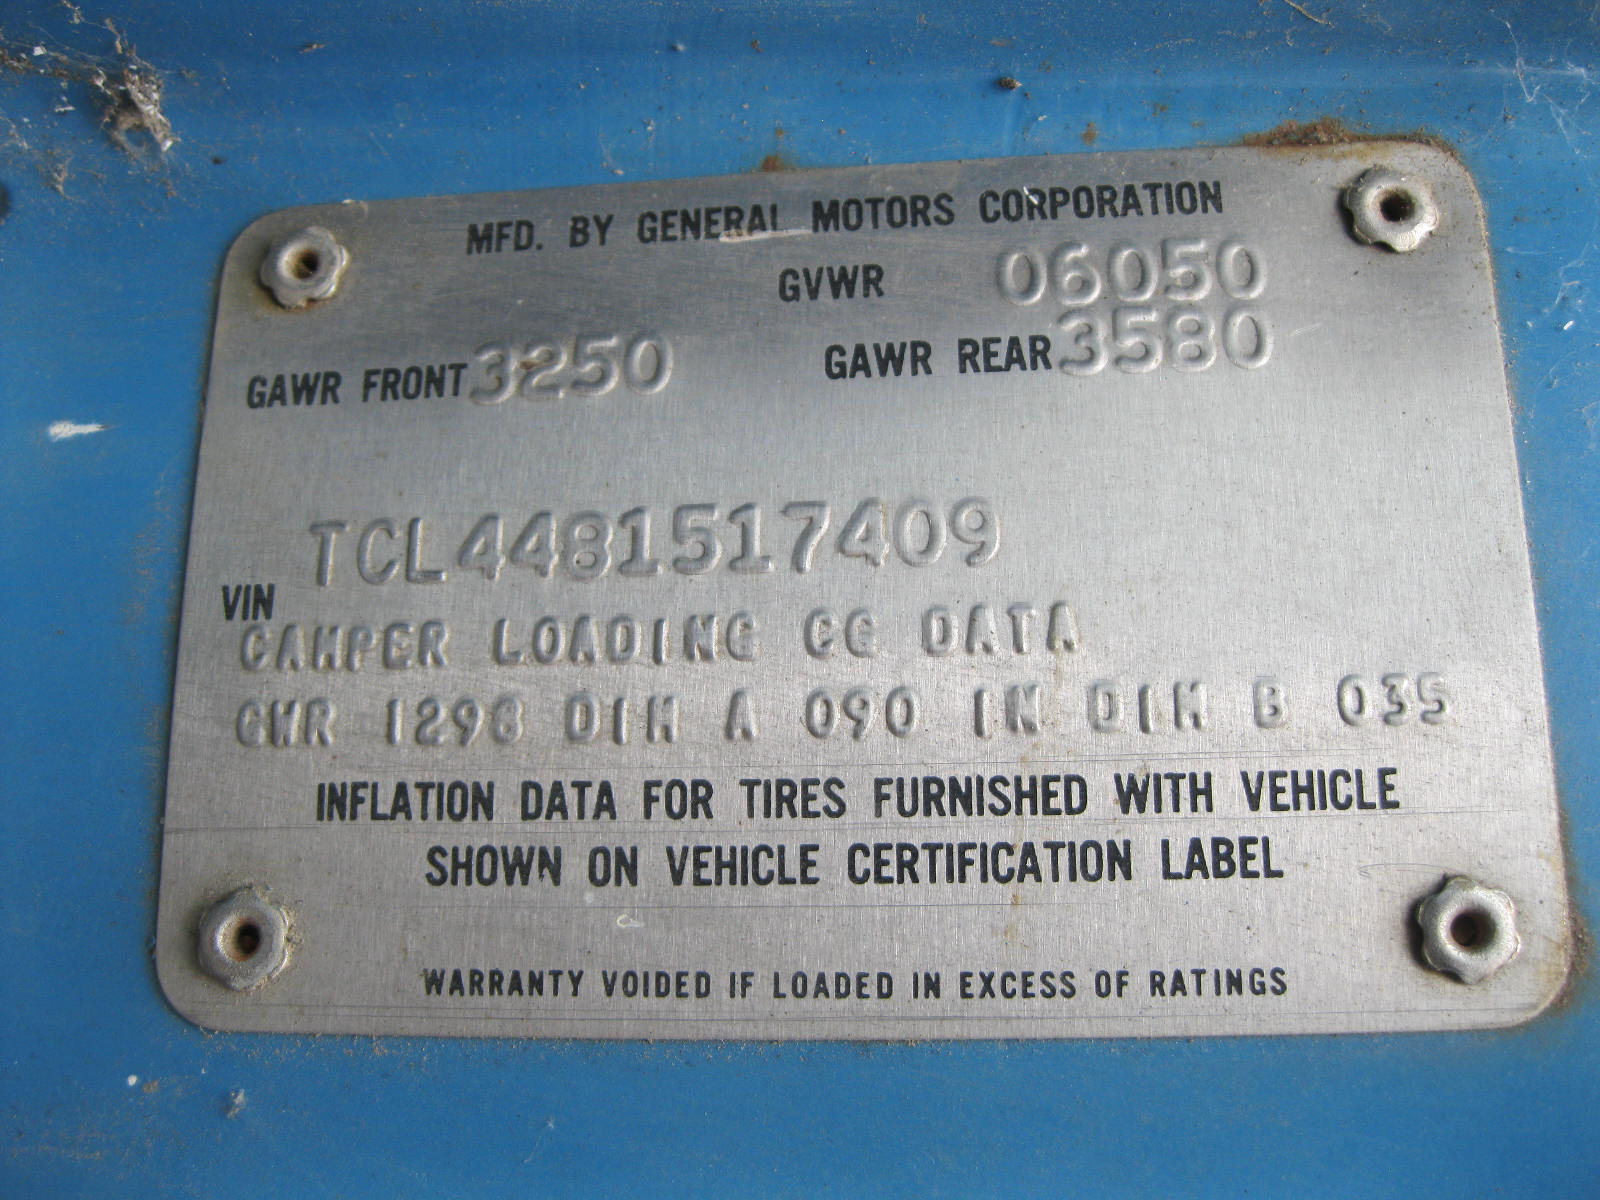 MFD. BY GENERAL MOTORS CORPORATION
GVWR 06050
GAWR FRONT 3250 GAWR REAR 3580
VIN TCL4481517409
CAMPER LOADING CG DATA
CWR 1298 DIM A 090 IN DIM B 035
INFLATION DATA FOR TIRES FURNISHED WITH VEHICLE
SHOWN ON VEHICLE CERTIFICATION LABEL
WARRANTY VOIDED IF LOADED IN EXCESS OF RATINGS